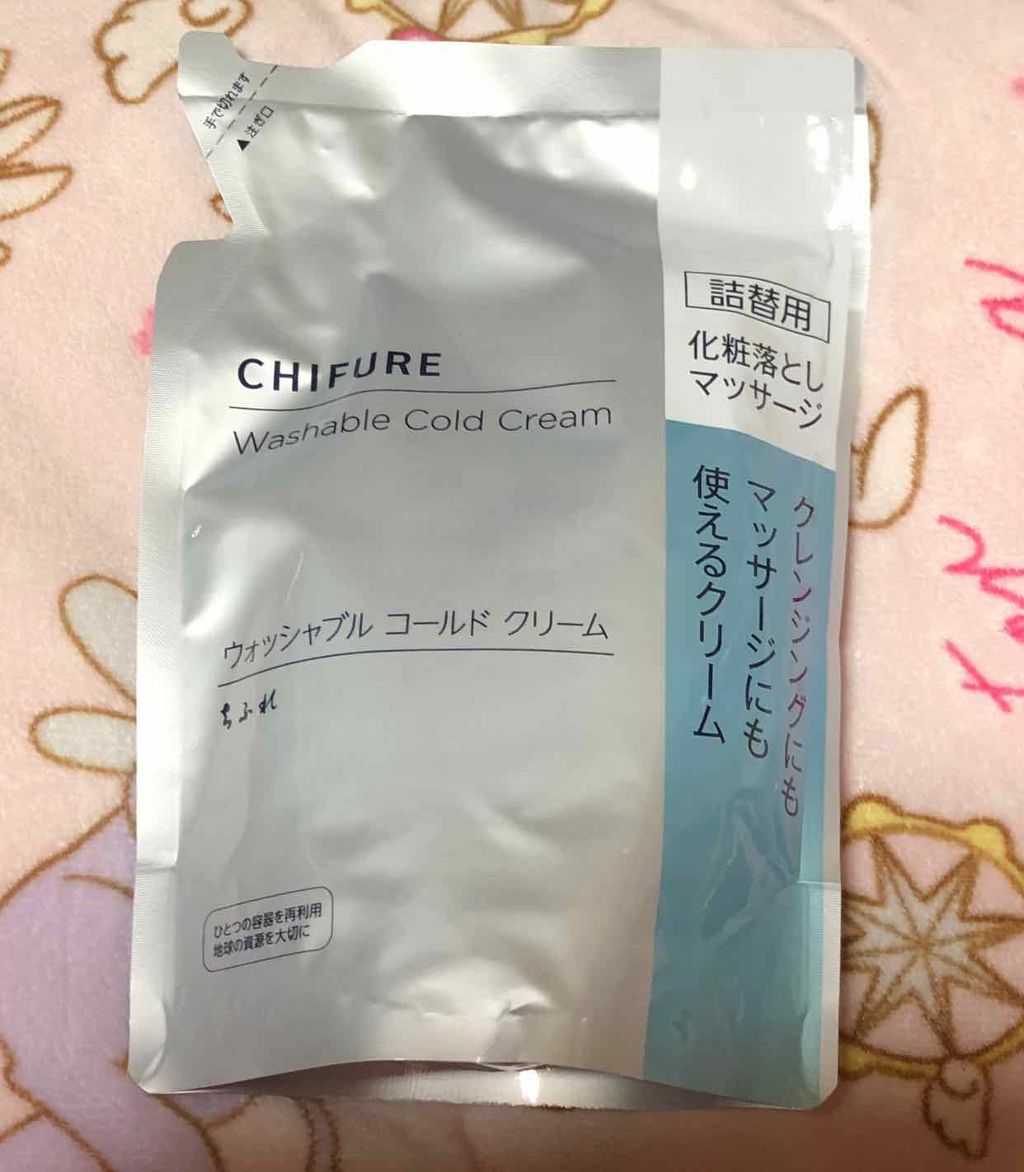 手で切れます
▲注ぎ口
CHIFURE
Washable Cold Cream
ウォッシャブル コールド クリーム
ちふれ
ひとつの容器を再利用
地球の資源を大切に
詰替用
化粧落とし
マッサージ
クレンジングにも
マッサージにも
使えるクリーム